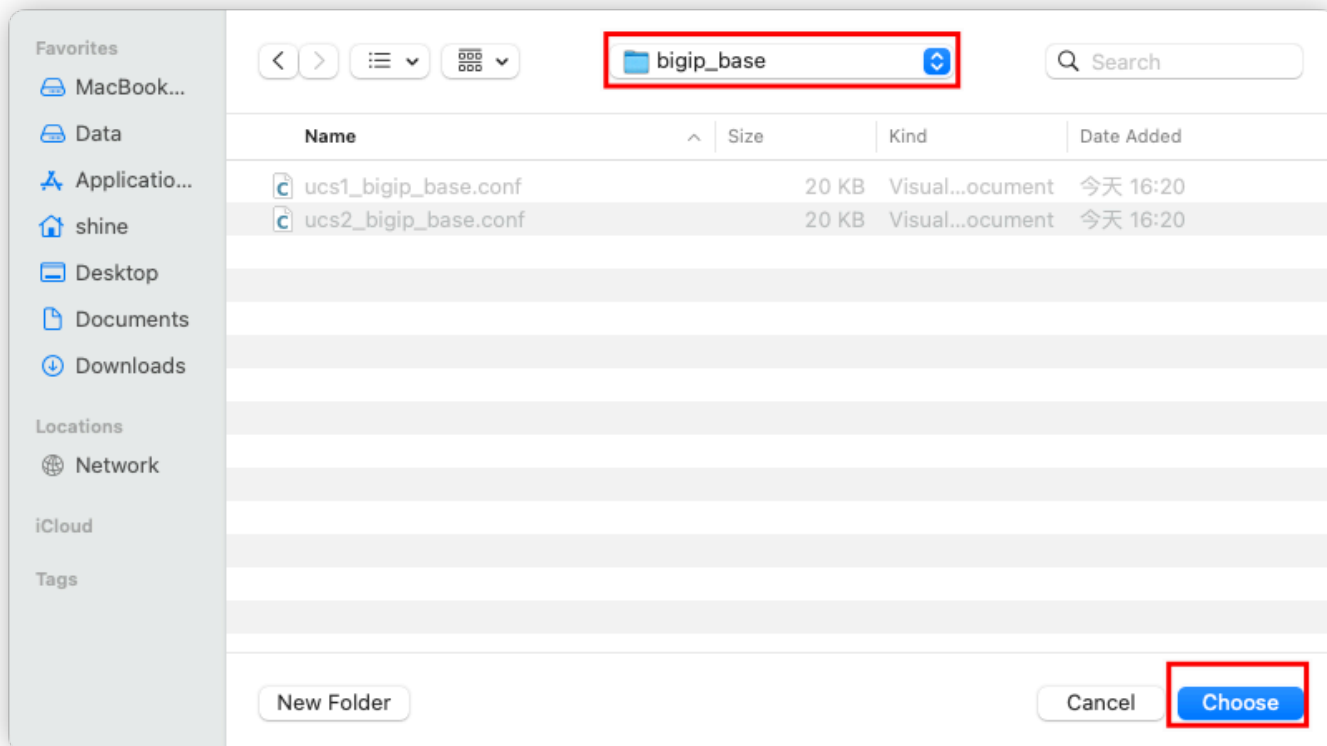 Favorites
MacBook...
Data
Applicatio...
shine
Desktop
Documents
Downloads
Locations
Network
iCloud
Tags
bigip_base
Search
Name Size Kind Date Added
ucs1_bigip_base.conf 20 KB Visual...ocument 今天 16:20
ucs2_bigip_base.conf 20 KB Visual...ocument 今天 16:20
New Folder Cancel Choose